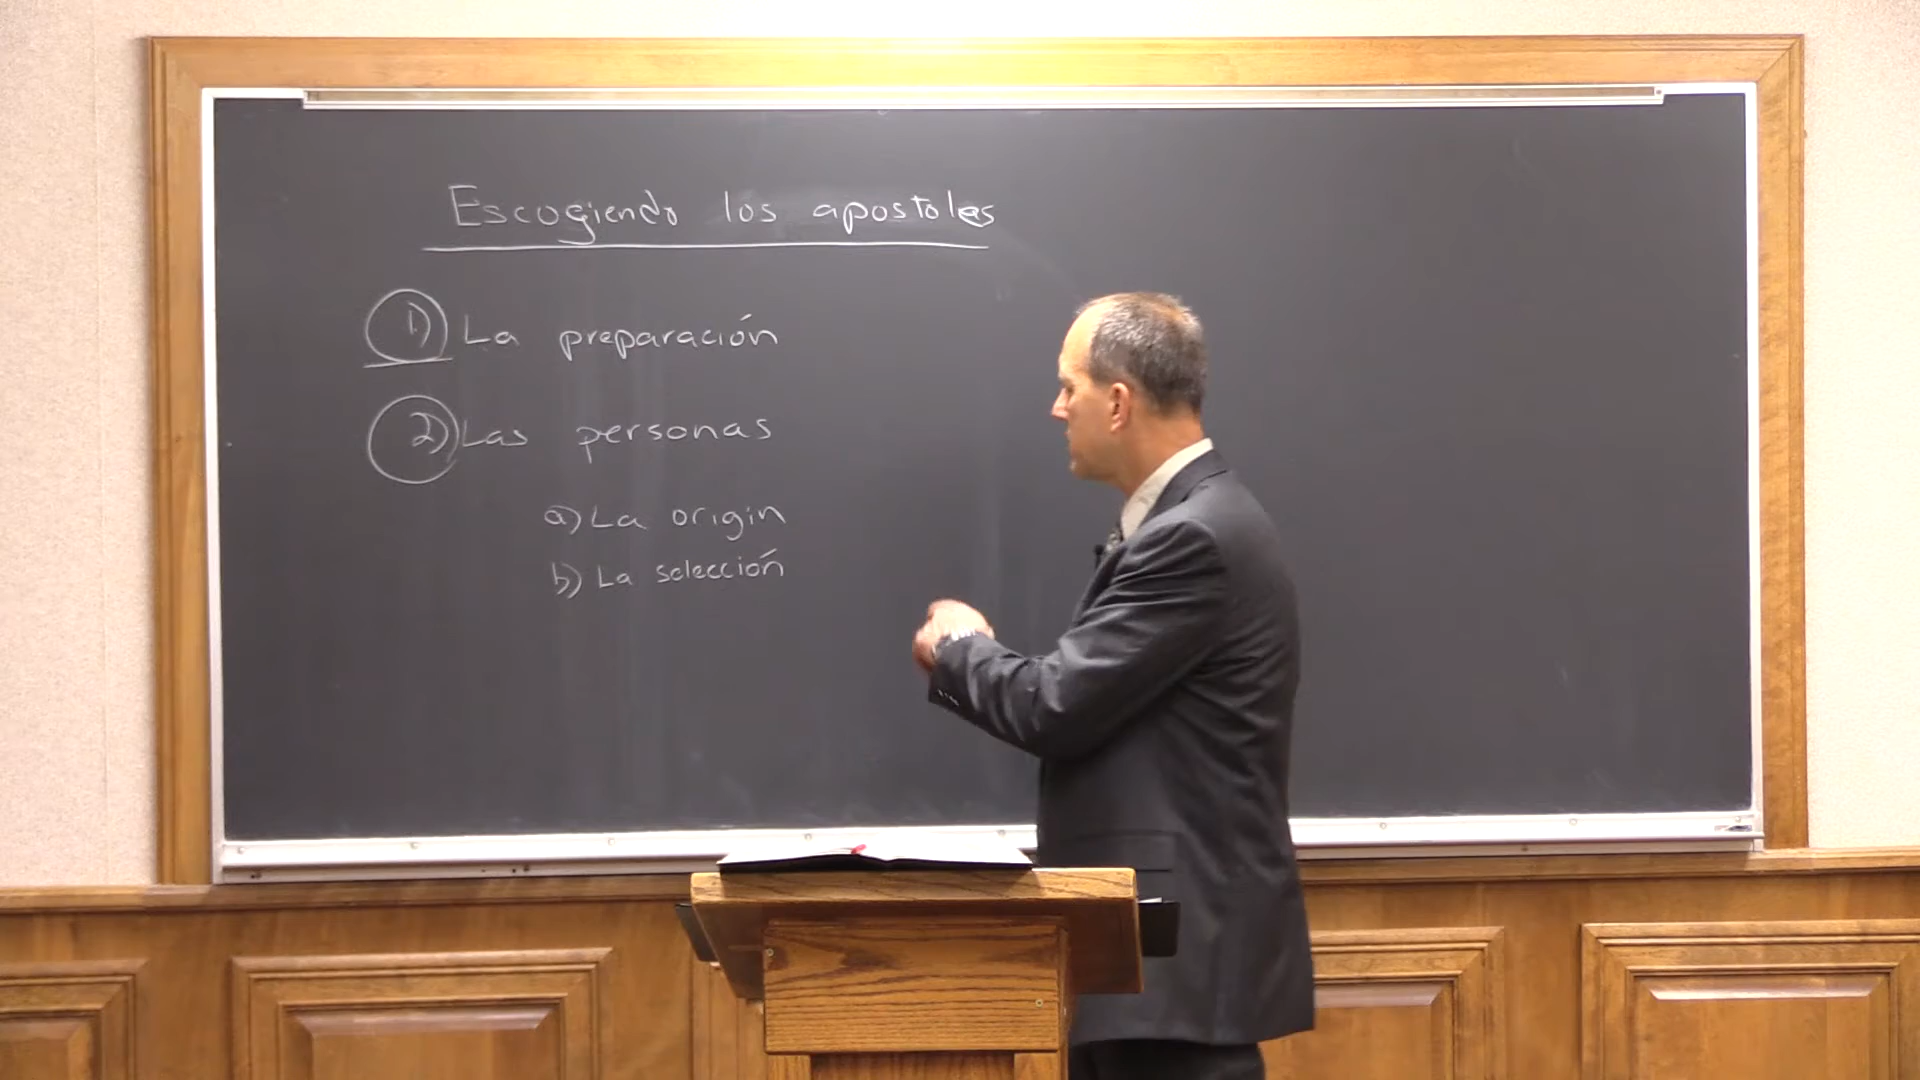 Escogiendo los apostoles
1) La preparación
2) Las personas
a) La origin
b) La selección